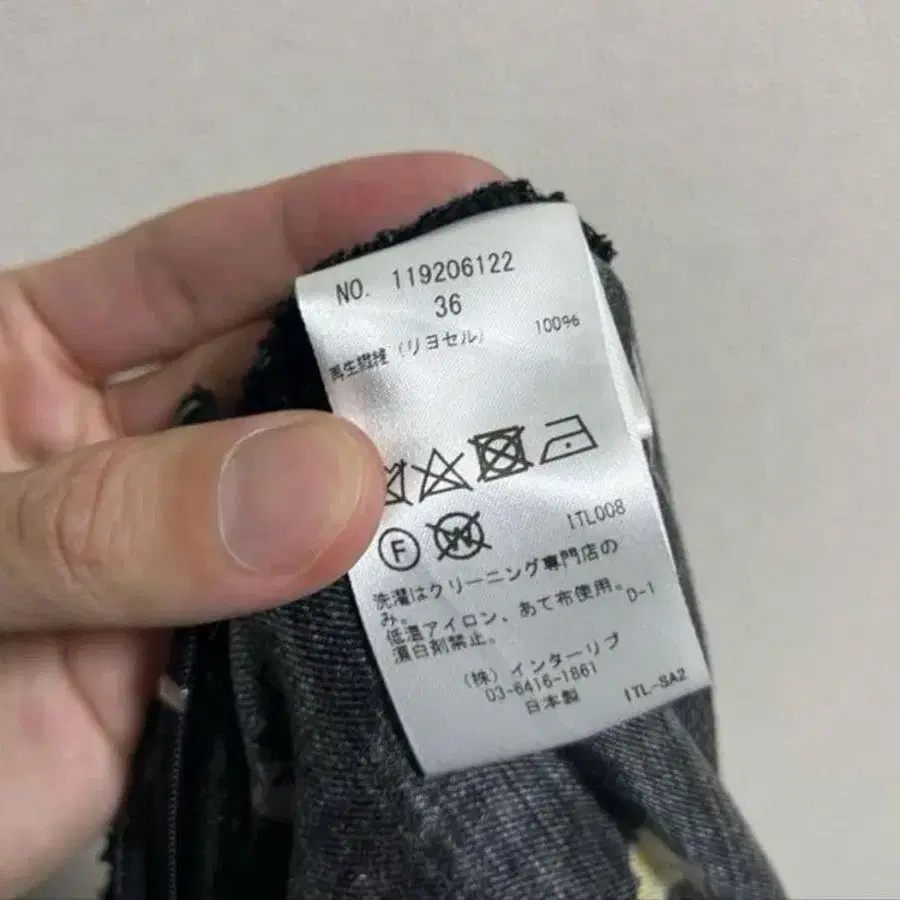 NO. 119206122
36
再生繊維（リヨセル） 100%
F W
ITL008
洗濯はクリーニング専門店の
み。
低温アイロン、あて布使用。
漂白剤禁止。 D-1
（株）インターリブ
03-6416-1861
日本製 ITL-SA2